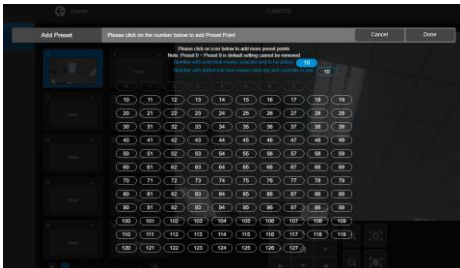 Home
CAM572
Add Preset
Please click on the number below to add Preset Point
Cancel
Done
Please click on icon below to add more preset points
Note: Preset 0 - Preset 9 is default setting cannot be removed
Number with solid blue means selected and to be added 10
Number with dotted line blue means selected and currently in use 10
10 11 12 13 14 15 16 17 18 19
20 21 22 23 24 25 26 27 28 29
30 31 32 33 34 35 36 37 38 39
40 41 42 43 44 45 46 47 48 49
50 51 52 53 54 55 56 57 58 59
60 61 62 63 64 65 66 67 68 69
70 71 72 73 74 75 76 77 78 79
80 81 82 83 84 85 86 87 88 89
90 91 92 93 94 95 96 97 98 99
100 101 102 103 104 105 106 107 108 109
110 111 112 113 114 115 116 117 118 119
120 121 122 123 124 125 126 127